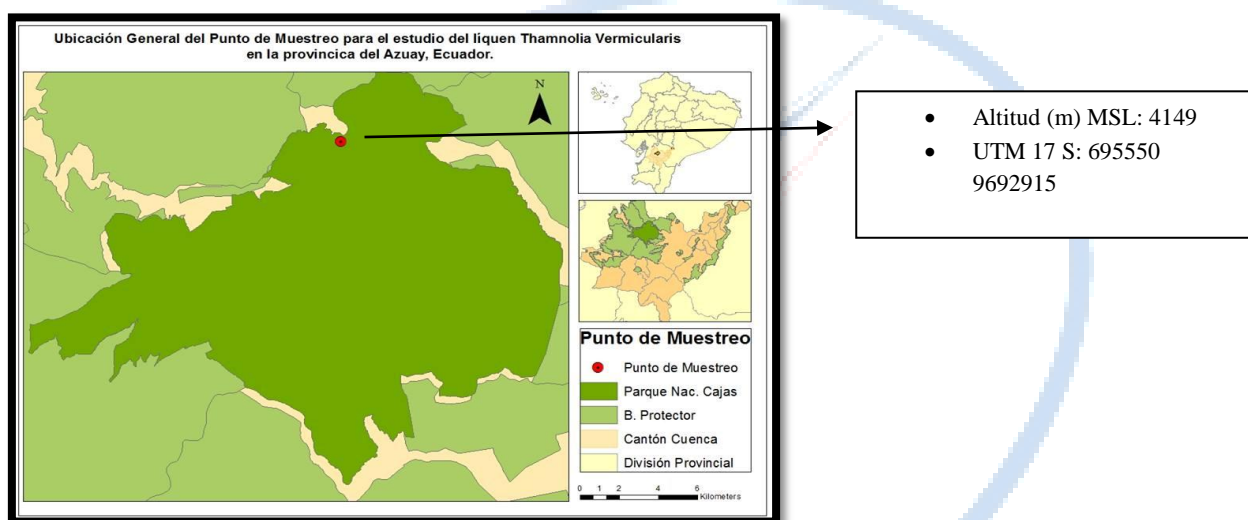 Ubicación General del Punto de Muestreo para el estudio del liquen Thamnolia Vermicularis
en la provincica del Azuay, Ecuador.
N
• Altitud (m) MSL: 4149
• UTM 17 S: 695550
9692915
Punto de Muestreo
Punto de Muestreo
Parque Nac. Cajas
B. Protector
Cantón Cuenca
División Provincial
0 1 2 4 6
Kilometers